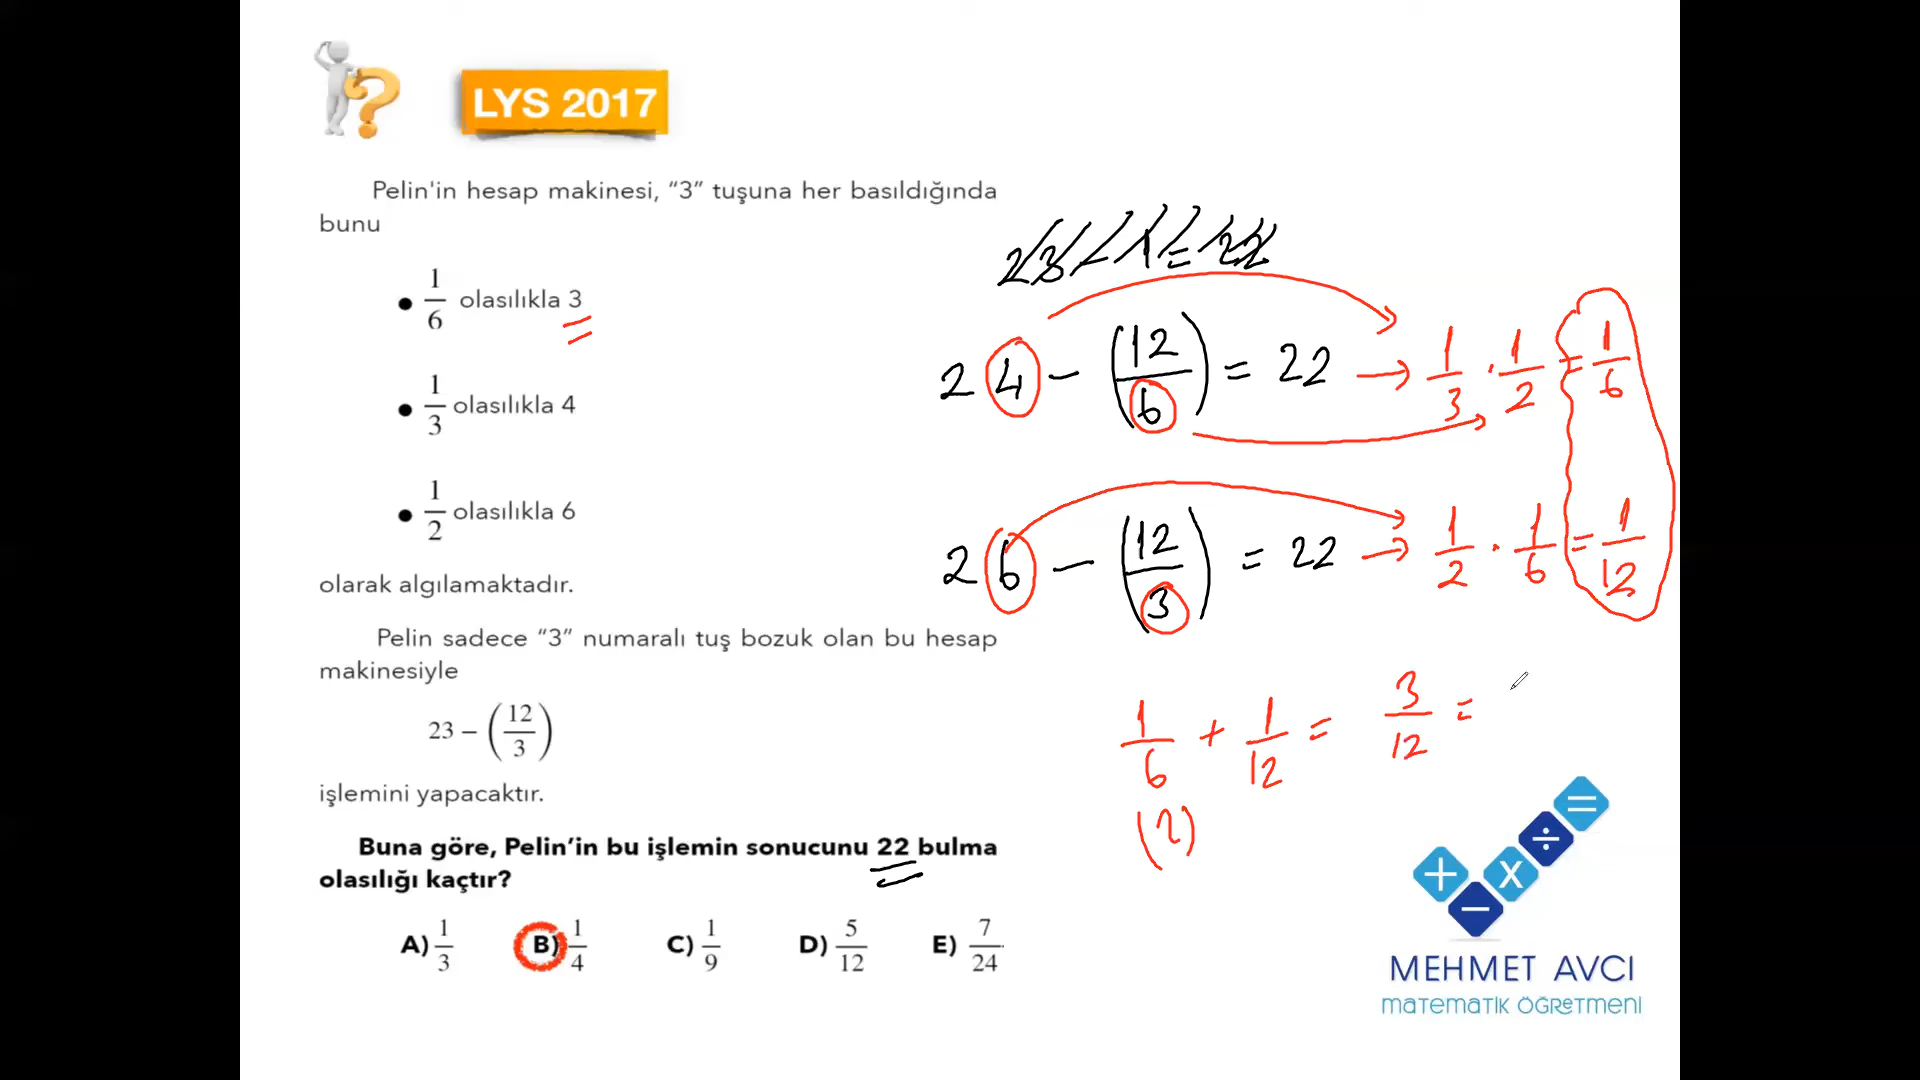 LYS 2017
Pelin'in hesap makinesi, “3” tuşuna her basıldığında
bunu
• 1/6 olasılıkla 3
• 1/3 olasılıkla 4
• 1/2 olasılıkla 6
olarak algılamaktadır.
Pelin sadece “3” numaralı tuş bozuk olan bu hesap
makinesiyle
23 – (12/3)
işlemini yapacaktır.
Buna göre, Pelin’in bu işlemin sonucunu 22 bulma
olasılığı kaçtır?
A) 1/3 B) 1/4 C) 1/9 D) 5/12 E) 7/24
23 - 1 = 22
24 - (12/6) = 22 → 1/3 · 1/2 = 1/6
26 - (12/3) = 22 → 1/2 · 1/6 = 1/12
1/6 + 1/12 = 3/12 =
(2)
+ - x ÷ =
MEHMET AVCI
matematik öğretmeni